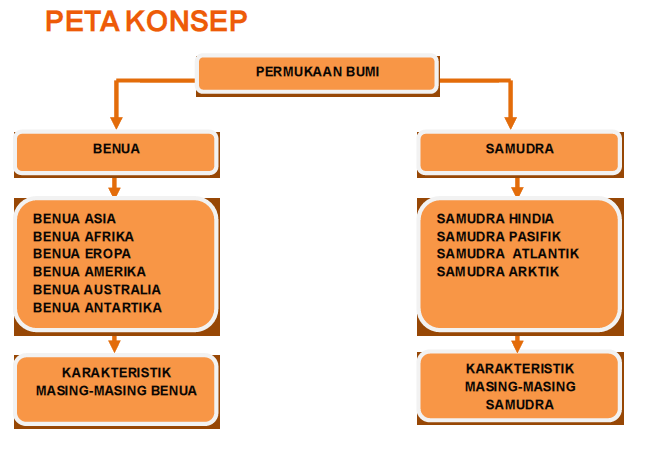 PETA KONSEP
PERMUKAAN BUMI
BENUA
SAMUDRA
BENUA ASIA
BENUA AFRIKA
BENUA EROPA
BENUA AMERIKA
BENUA AUSTRALIA
BENUA ANTARTIKA
SAMUDRA HINDIA
SAMUDRA PASIFIK
SAMUDRA ATLANTIK
SAMUDRA ARKTIK
KARAKTERISTIK
MASING-MASING BENUA
KARAKTERISTIK
MASING-MASING
SAMUDRA